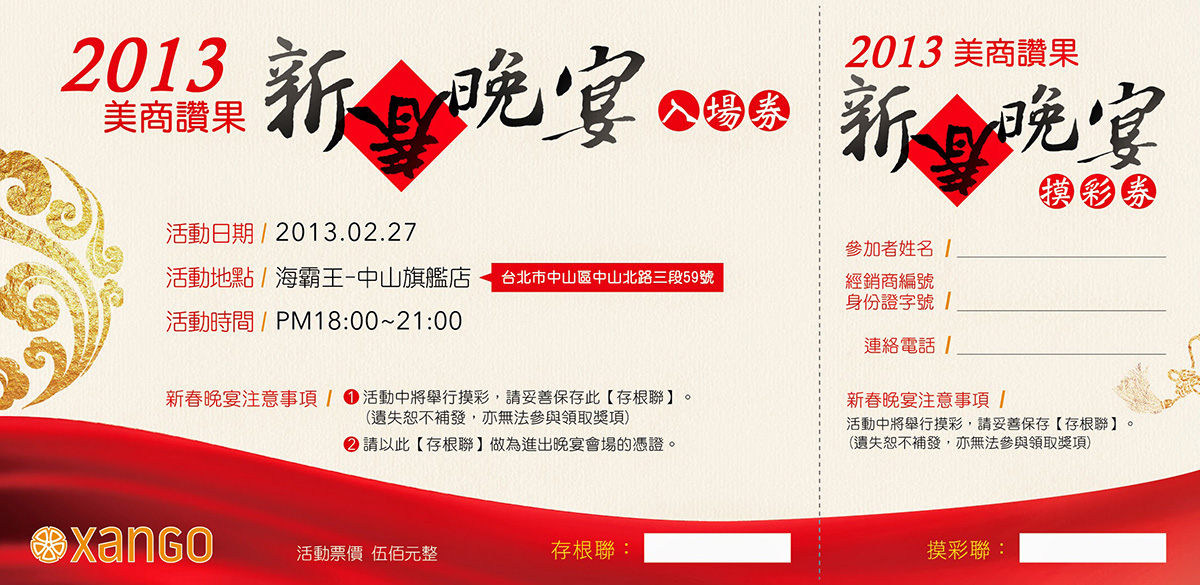 2013
美商讚果
新春晚宴 入場券
活動日期 / 2013.02.27
活動地點 / 海霸王-中山旗艦店 台北市中山區中山北路三段59號
活動時間 / PM18:00~21:00
新春晚宴注意事項 / 1 活動中將舉行摸彩，請妥善保存此【存根聯】。
(遺失恕不補發，亦無法參與領取獎項)
2 請以此【存根聯】做為進出晚宴會場的憑證。
xango
活動票價 伍佰元整
存根聯：
2013 美商讚果
新春晚宴
摸彩券
參加者姓名 /
經銷商編號
身份證字號 /
連絡電話 /
新春晚宴注意事項 /
活動中將舉行摸彩，請妥善保存【存根聯】。
(遺失恕不補發，亦無法參與領取獎項)
摸彩聯：